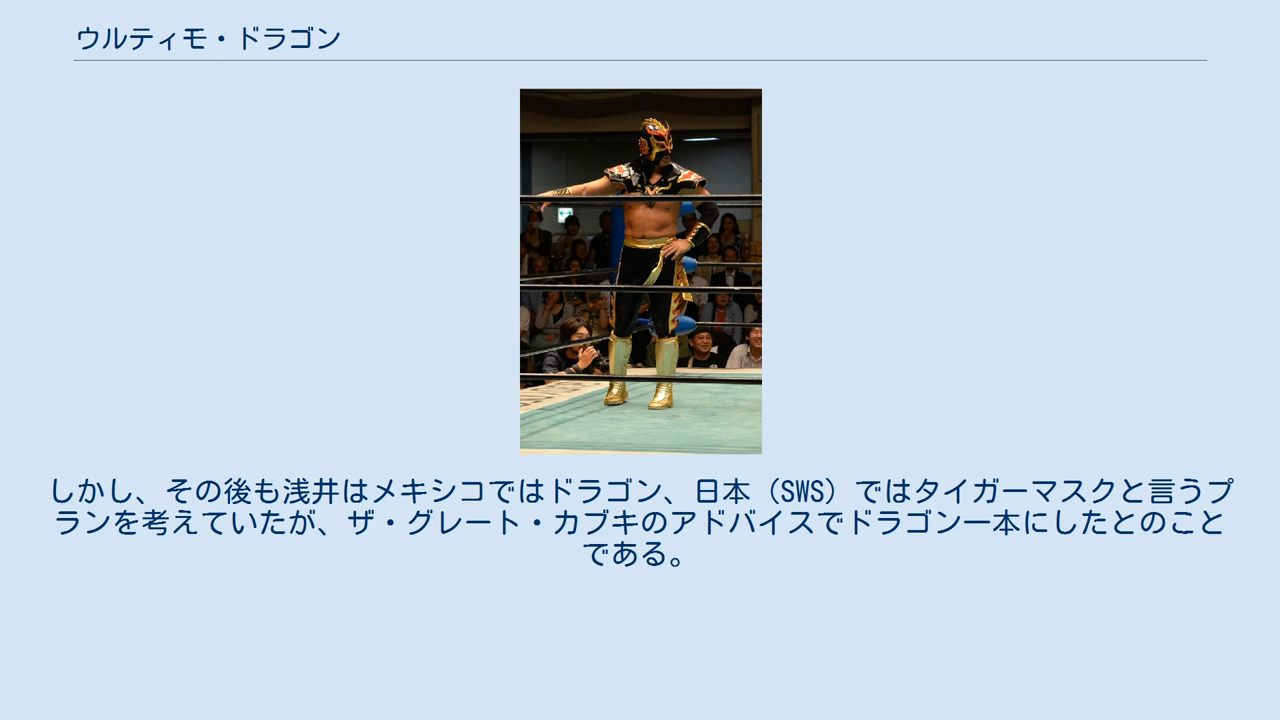 ウルティモ・ドラゴン
しかし、その後も浅井はメキシコではドラゴン、日本（SWS）ではタイガーマスクと言うプ
ランを考えていたが、ザ・グレート・カブキのアドバイスでドラゴン一本にしたとのこと
である。